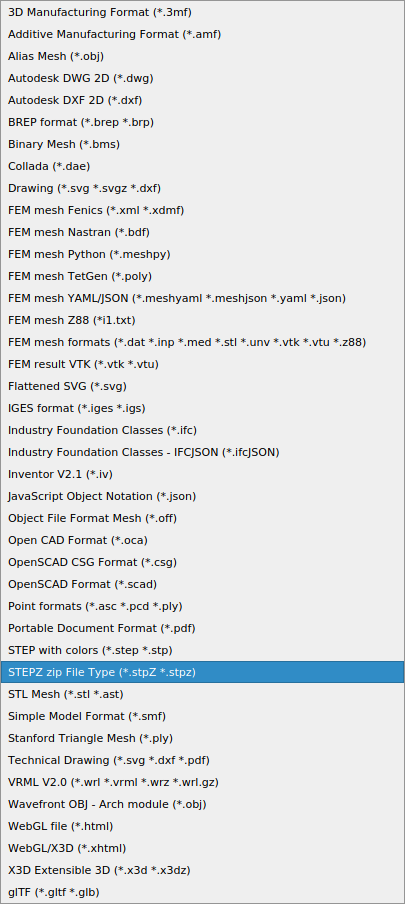 3D Manufacturing Format (*.3mf)
Additive Manufacturing Format (*.amf)
Alias Mesh (*.obj)
Autodesk DWG 2D (*.dwg)
Autodesk DXF 2D (*.dxf)
BREP format (*.brep *.brp)
Binary Mesh (*.bms)
Collada (*.dae)
Drawing (*.svg *.svgz *.dxf)
FEM mesh Fenics (*.xml *.xdmf)
FEM mesh Nastran (*.bdf)
FEM mesh Python (*.meshpy)
FEM mesh TetGen (*.poly)
FEM mesh YAML/JSON (*.meshyaml *.meshjson *.yaml *.json)
FEM mesh Z88 (*i1.txt)
FEM mesh formats (*.dat *.inp *.med *.stl *.unv *.vtk *.vtu *.z88)
FEM result VTK (*.vtk *.vtu)
Flattened SVG (*.svg)
IGES format (*.iges *.igs)
Industry Foundation Classes (*.ifc)
Industry Foundation Classes - IFCJSON (*.ifcJSON)
Inventor V2.1 (*.iv)
JavaScript Object Notation (*.json)
Object File Format Mesh (*.off)
Open CAD Format (*.oca)
OpenSCAD CSG Format (*.csg)
OpenSCAD Format (*.scad)
Point formats (*.asc *.pcd *.ply)
Portable Document Format (*.pdf)
STEP with colors (*.step *.stp)
STEPZ zip File Type (*.stpZ *.stpz)
STL Mesh (*.stl *.ast)
Simple Model Format (*.smf)
Stanford Triangle Mesh (*.ply)
Technical Drawing (*.svg *.dxf *.pdf)
VRML V2.0 (*.wrl *.vrml *.wrz *.wrl.gz)
Wavefront OBJ - Arch module (*.obj)
WebGL file (*.html)
WebGL/X3D (*.xhtml)
X3D Extensible 3D (*.x3d *.x3dz)
glTF (*.gltf *.glb)